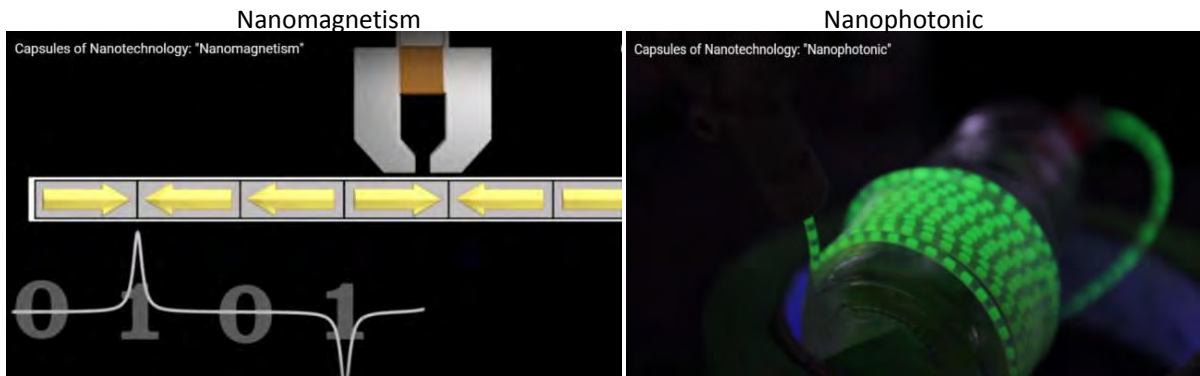 Nanomagnetism
Nanophotonic
Capsules of Nanotechnology: "Nanomagnetism"
Capsules of Nanotechnology: "Nanophotonic"
0 1 0 1